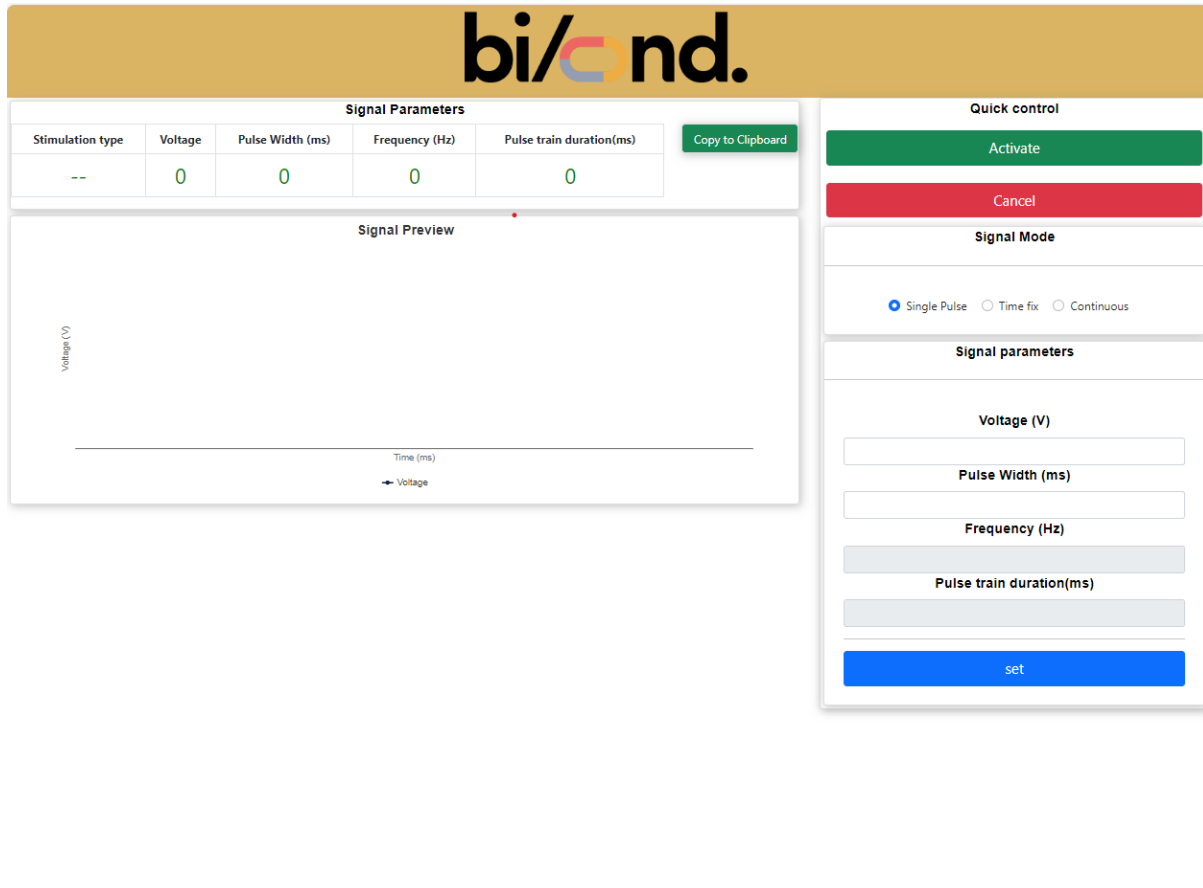 bi/ond.
Signal Parameters
Stimulation type Voltage Pulse Width (ms) Frequency (Hz) Pulse train duration(ms) Copy to Clipboard
-- 0 0 0 0
Signal Preview
Voltage (V)
Time (ms)
Voltage
Quick control
Activate
Cancel
Signal Mode
Single Pulse Time fix Continuous
Signal parameters
Voltage (V)
Pulse Width (ms)
Frequency (Hz)
Pulse train duration(ms)
set